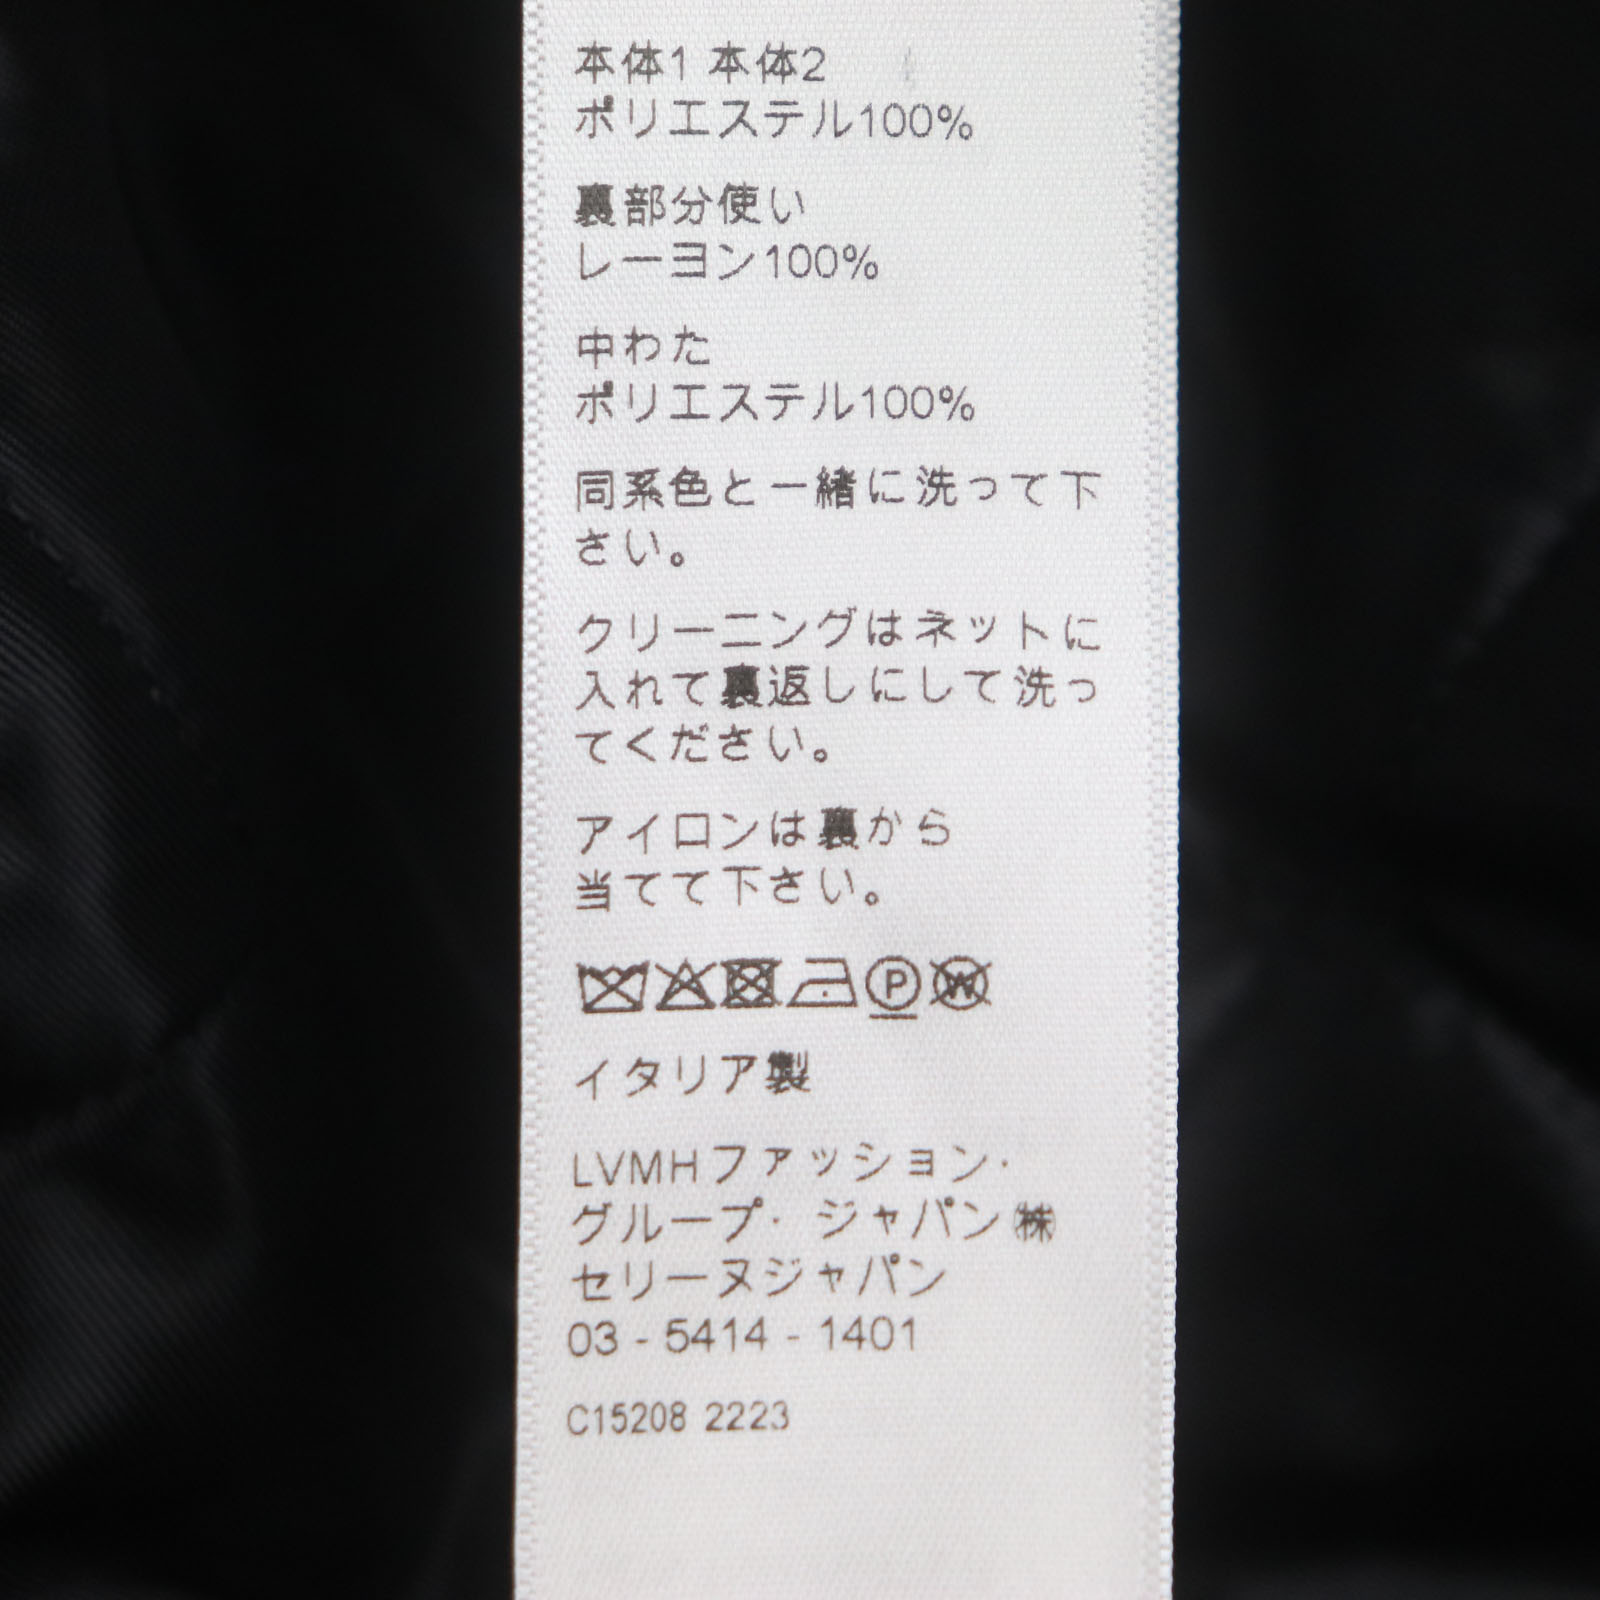 本体1 本体2
ポリエステル100%
裏部分使い
レーヨン100%
中わた
ポリエステル100%
同系色と一緒に洗って下
さい。
クリーニングはネットに
入れて裏返しにして洗っ
てください。
アイロンは裏から
当てて下さい。
P W
イタリア製
LVMHファッション・
グループ・ジャパン㈱
セリーヌジャパン
03 - 5414 - 1401
C15208 2223